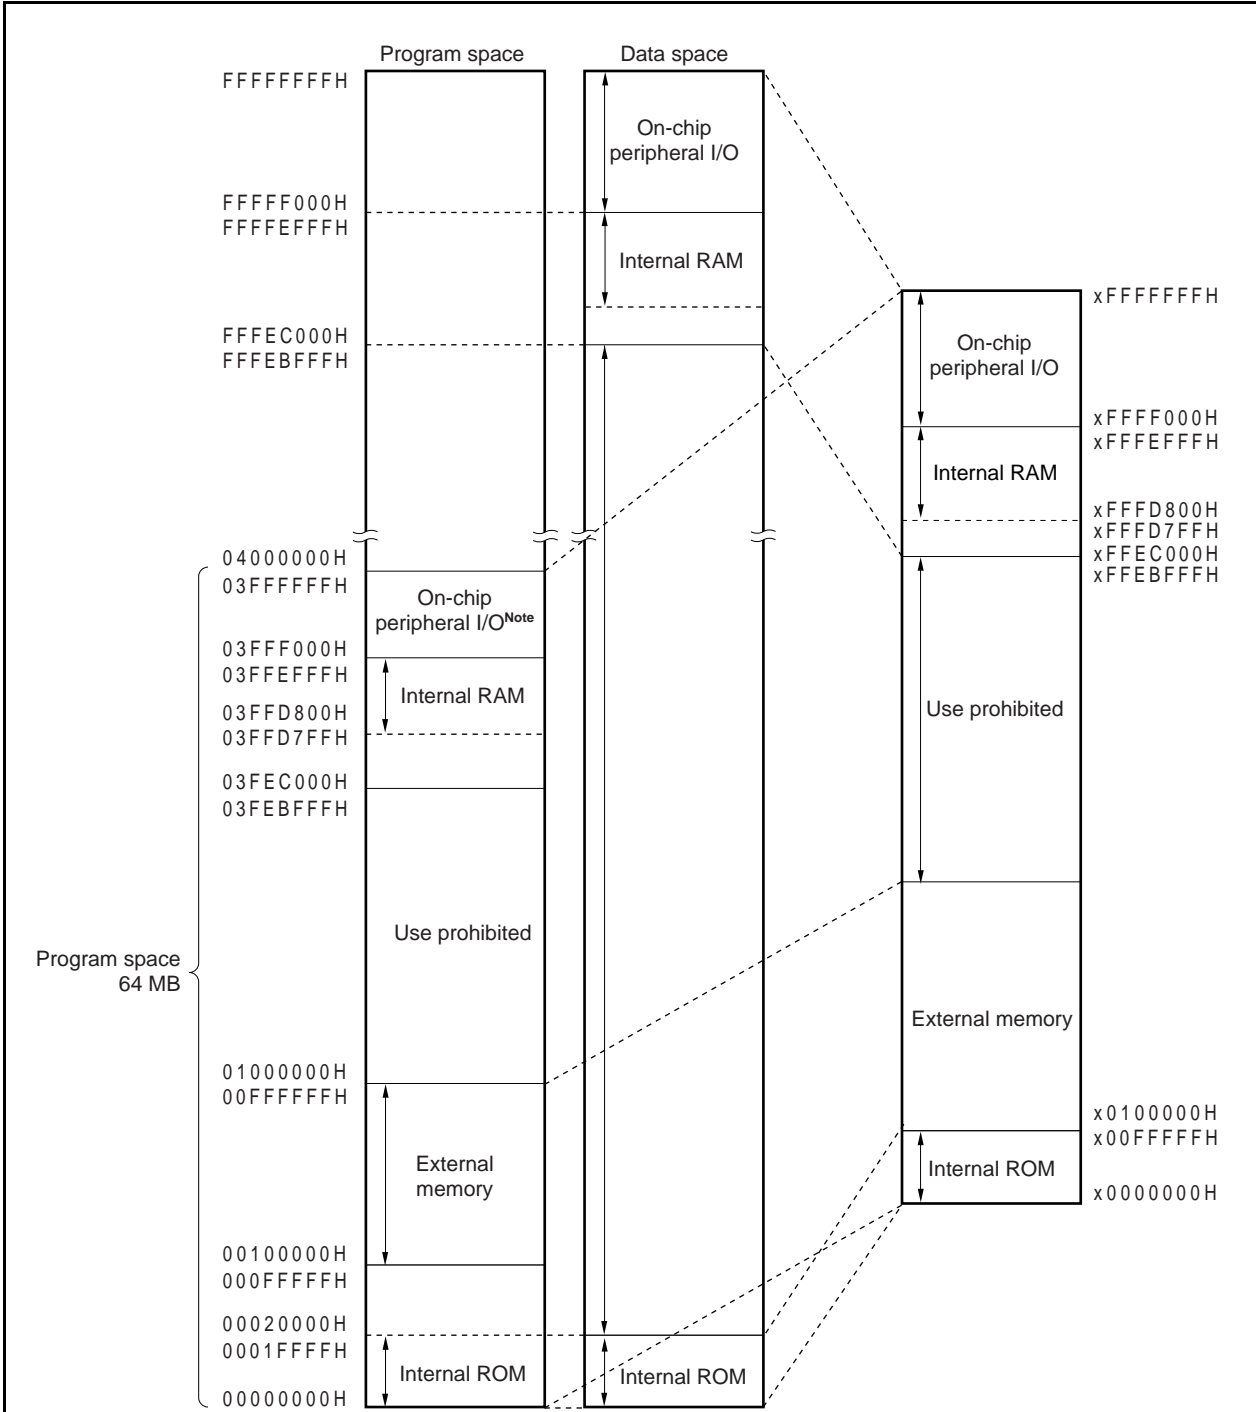 Program space
Data space
FFFFFFFFH
On-chip
peripheral I/O
FFFFF000H
FFFFEFFFH
Internal RAM
FFFEC000H
FFFEBFFFH
04000000H
03FFFFFFH
On-chip
peripheral I/ONote
03FFF000H
03FFEFFFH
Internal RAM
03FFD800H
03FFD7FFH
03FEC000H
03FEBFFFH
Use prohibited
Program space
64 MB
01000000H
00FFFFFFH
External
memory
00100000H
000FFFFFH
00020000H
0001FFFFH
Internal ROM
Internal ROM
00000000H
xFFFFFFFH
On-chip
peripheral I/O
xFFFF000H
xFFFEFFFH
Internal RAM
xFFFD800H
xFFFD7FFH
xFFEC000H
xFFEBFFFH
Use prohibited
External memory
x0100000H
x00FFFFFH
Internal ROM
x0000000H